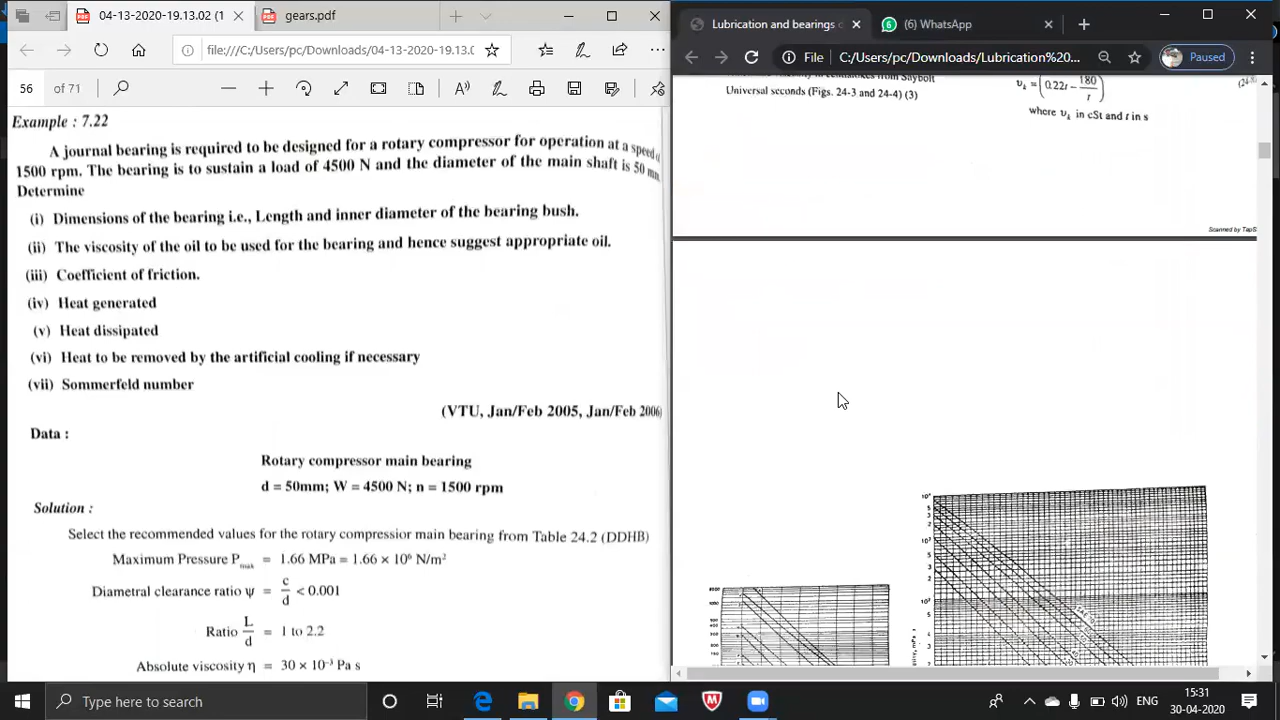 04-13-2020-19.13.02 (1
gears.pdf
file:///C:/Users/pc/Downloads/04-13-2020-19.13.0
56 of 71
Example : 7.22
A journal bearing is required to be designed for a rotary compressor for operation at a speed
1500 rpm. The bearing is to sustain a load of 4500 N and the diameter of the main shaft is 50 mm.
Determine
(i) Dimensions of the bearing i.e., Length and inner diameter of the bearing bush.
(ii) The viscosity of the oil to be used for the bearing and hence suggest appropriate oil.
(iii) Coefficient of friction.
(iv) Heat generated
(v) Heat dissipated
(vi) Heat to be removed by the artificial cooling if necessary
(vii) Sommerfeld number
(VTU, Jan/Feb 2005, Jan/Feb 2006)
Data :
Rotary compressor main bearing
d = 50mm; W = 4500 N; n = 1500 rpm
Solution :
Select the recommended values for the rotary compressior main bearing from Table 24.2 (DDHB)
Maximum Pressure Pmax = 1.66 MPa = 1.66 × 10⁶ N/m²
Diametral clearance ratio ψ = c/d < 0.001
Ratio L/d = 1 to 2.2
Absolute viscosity η = 30 × 10⁻³ Pa s
Lubrication and bearings
(6) WhatsApp
File
C:/Users/pc/Downloads/Lubrication%20...
Paused
Saybolt
Universal seconds (Figs. 24-3 and 24-4) (3)
υk = (0.22t − 180/t)
where υk in cSt and t in s
Scanned by TapS
Type here to search
ENG
15:31
30-04-2020